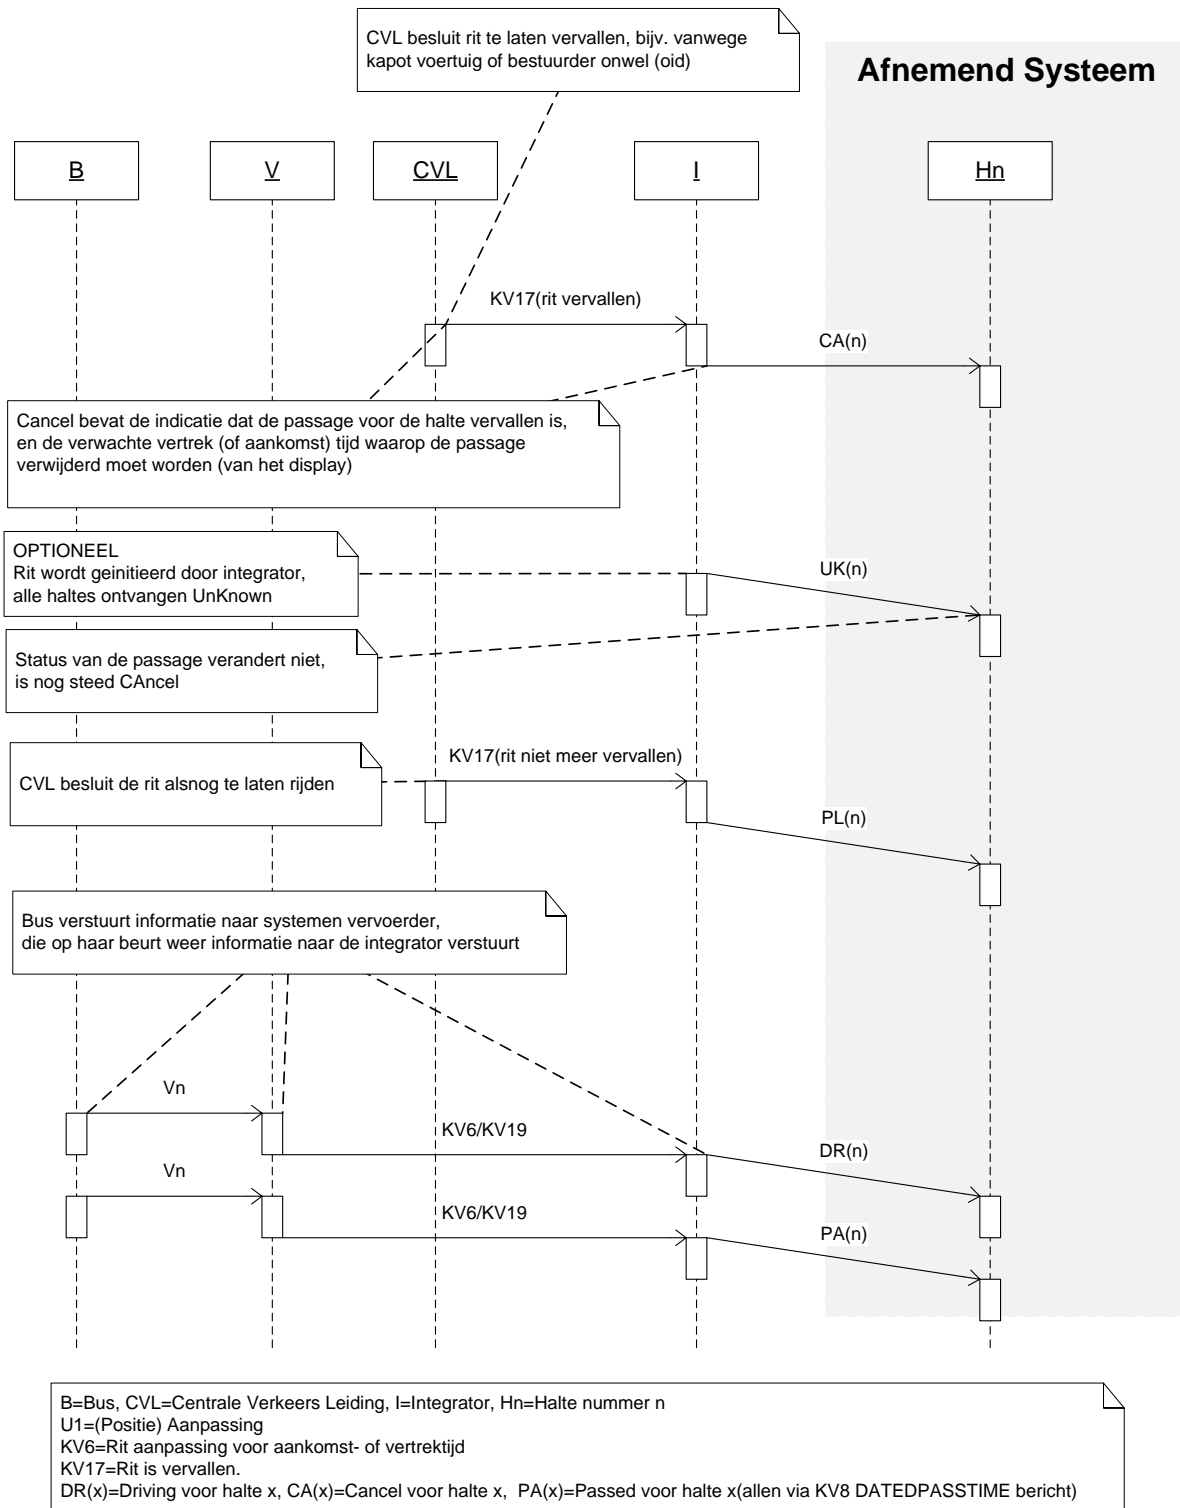 CVL besluit rit te laten vervallen, bijv. vanwege
kapot voertuig of bestuurder onwel (oid)
Afnemend Systeem
B
V
CVL
I
Hn
KV17(rit vervallen)
CA(n)
Cancel bevat de indicatie dat de passage voor de halte vervallen is,
en de verwachte vertrek (of aankomst) tijd waarop de passage
verwijderd moet worden (van het display)
OPTIONEEL
Rit wordt geinitieerd door integrator,
alle haltes ontvangen UnKnown
UK(n)
Status van de passage verandert niet,
is nog steed CAncel
KV17(rit niet meer vervallen)
CVL besluit de rit alsnog te laten rijden
PL(n)
Bus verstuurt informatie naar systemen vervoerder,
die op haar beurt weer informatie naar de integrator verstuurt
Vn
KV6/KV19
DR(n)
Vn
KV6/KV19
PA(n)
B=Bus, CVL=Centrale Verkeers Leiding, I=Integrator, Hn=Halte nummer n
U1=(Positie) Aanpassing
KV6=Rit aanpassing voor aankomst- of vertrektijd
KV17=Rit is vervallen.
DR(x)=Driving voor halte x, CA(x)=Cancel voor halte x, PA(x)=Passed voor halte x(allen via KV8 DATEDPASSTIME bericht)